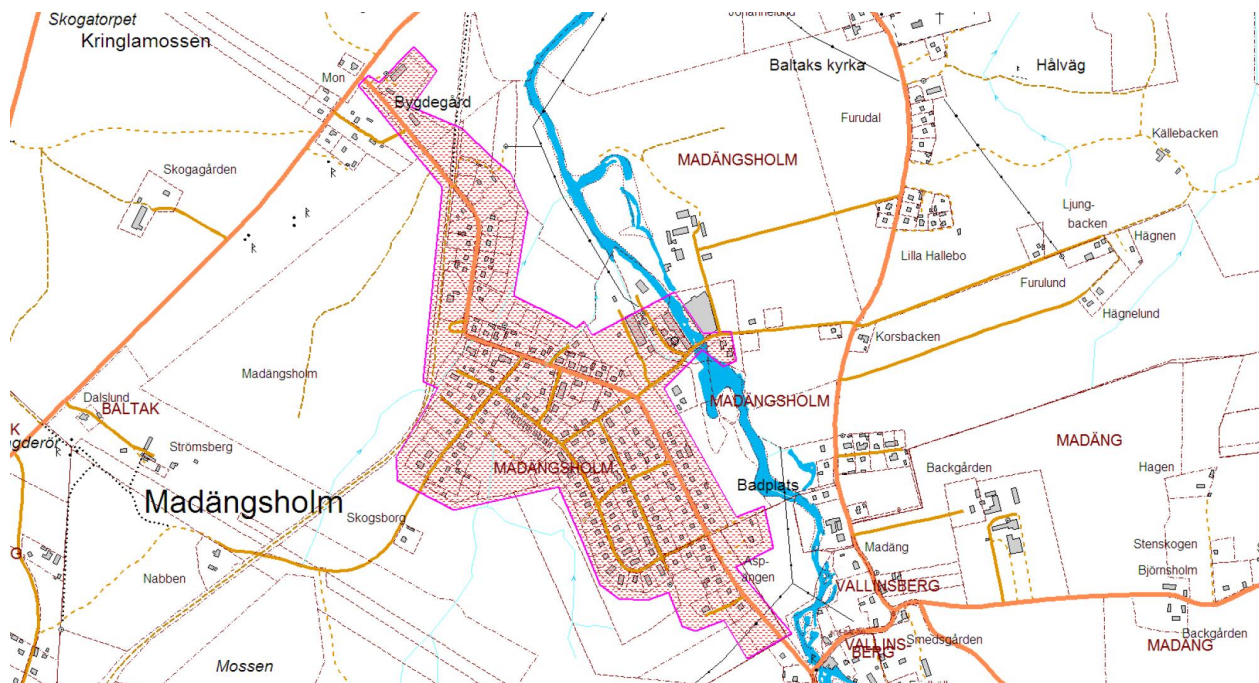 Skogatorpet
Kringlamossen
Mon
Bygdegård
Baltaks kyrka
Hålväg
Furudal
Källebacken
MADÄNGSHOLM
Skogagården
Ljung-
backen
Hägnen
Lilla Hallebo
Furulund
Hägnelund
Korsbacken
Madängsholm
Dalslund
BALTAK
MADÄNGSHOLM
K
Strömsberg
MADÄNG
MADÄNGSHOLM
Backgården
Hagen
Badplats
Madängsholm
Skogsborg
Madäng
Stenskogen
G
Asp-
ängen
Björnsholm
Nabben
VALLINSBERG
Smedsgården
Backgården
VALLINS-
BERG
MADÄNG
Mossen